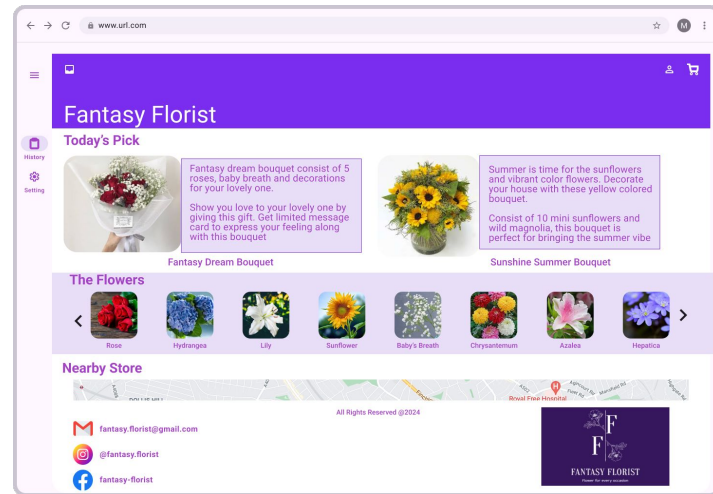 www.url.com
M
Fantasy Florist
Today's Pick
History
Setting
Fantasy dream bouquet consist of 5
roses, baby breath and decorations
for your lovely one.
Show you love to your lovely one by
giving this gift. Get limited message
card to express your feeling along
with this bouquet
Fantasy Dream Bouquet
Summer is time for the sunflowers
and vibrant color flowers. Decorate
your house with these yellow colored
bouquet.
Consist of 10 mini sunflowers and
wild magnolia, this bouquet is
perfect for bringing the summer vibe
Sunshine Summer Bouquet
The Flowers
Rose
Hydrangea
Lily
Sunflower
Baby's Breath
Chrysantemum
Azalea
Hepatica
Nearby Store
H
Royal Free Hospital
All Rights Reserved @2024
fantasy.florist@gmail.com
@fantasy.florist
fantasy-florist
F
F
FANTASY FLORIST
Flower for every occasion